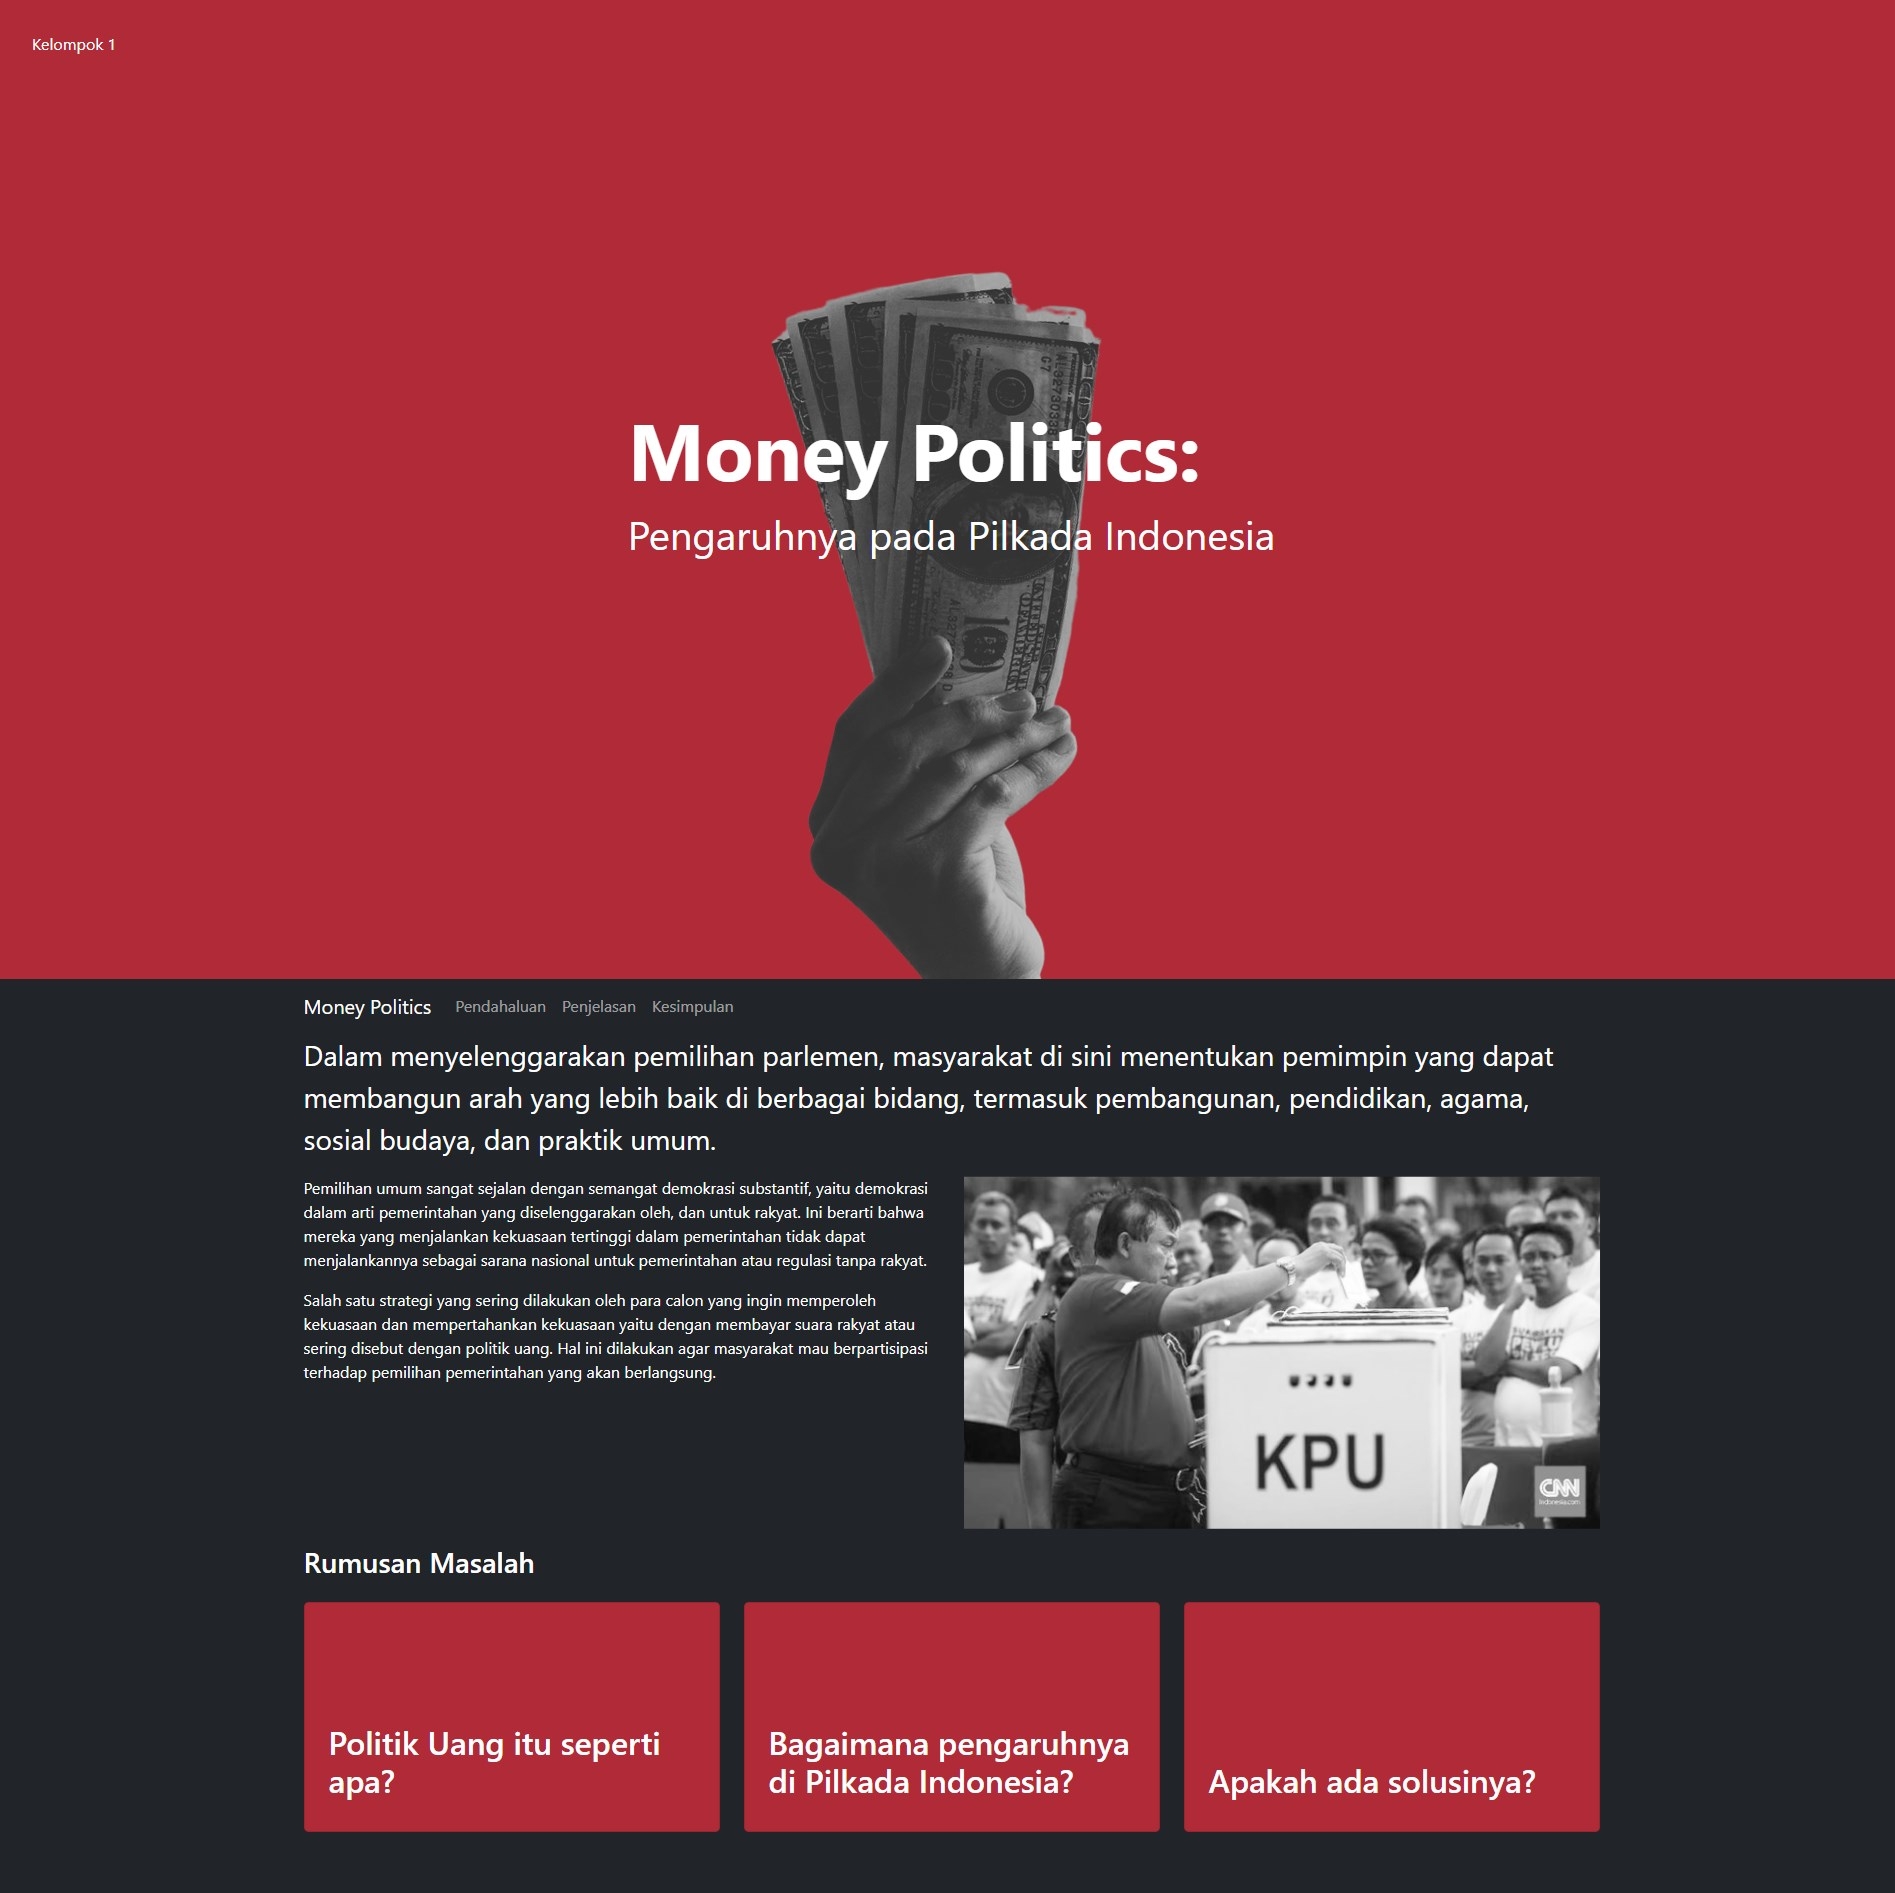 Kelompok 1
Money Politics:
Pengaruhnya pada Pilkada Indonesia
Money Politics
Pendahaluan
Penjelasan
Kesimpulan
Dalam menyelenggarakan pemilihan parlemen, masyarakat di sini menentukan pemimpin yang dapat
membangun arah yang lebih baik di berbagai bidang, termasuk pembangunan, pendidikan, agama,
sosial budaya, dan praktik umum.
Pemilihan umum sangat sejalan dengan semangat demokrasi substantif, yaitu demokrasi
dalam arti pemerintahan yang diselenggarakan oleh, dan untuk rakyat. Ini berarti bahwa
mereka yang menjalankan kekuasaan tertinggi dalam pemerintahan tidak dapat
menjalankannya sebagai sarana nasional untuk pemerintahan atau regulasi tanpa rakyat.
Salah satu strategi yang sering dilakukan oleh para calon yang ingin memperoleh
kekuasaan dan mempertahankan kekuasaan yaitu dengan membayar suara rakyat atau
sering disebut dengan politik uang. Hal ini dilakukan agar masyarakat mau berpartisipasi
terhadap pemilihan pemerintahan yang akan berlangsung.
KPU
CNN
Indonesia.com
Rumusan Masalah
Politik Uang itu seperti
apa?
Bagaimana pengaruhnya
di Pilkada Indonesia?
Apakah ada solusinya?